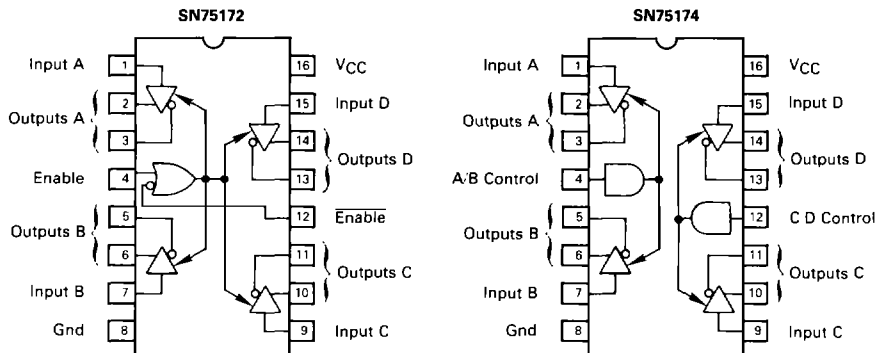 SN75172
Input A 1 16 VCC
Outputs A 2 15 Input D
3 14 Outputs D
Enable 4 13
5 12 Enable
Outputs B 6 11 Outputs C
Input B 7 10
Gnd 8 9 Input C
SN75174
Input A 1 16 VCC
Outputs A 2 15 Input D
3 14 Outputs D
A/B Control 4 13
5 12 C D Control
Outputs B 6 11 Outputs C
Input B 7 10
Gnd 8 9 Input C